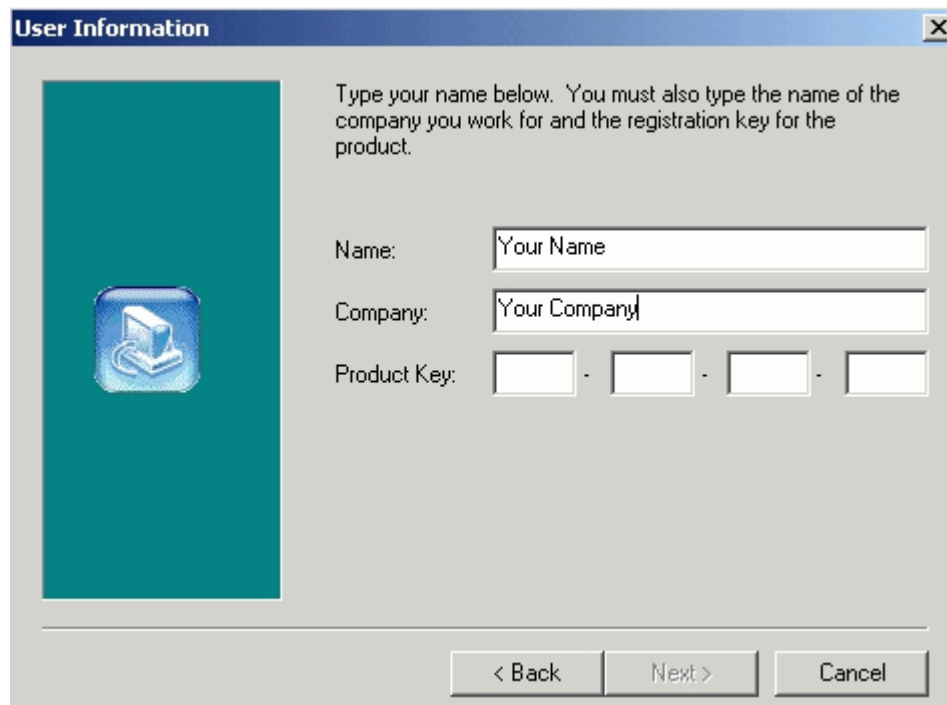 User Information
Type your name below.  You must also type the name of the
company you work for and the registration key for the
product.
Name: Your Name
Company: Your Company
Product Key: - - -
< Back Next > Cancel